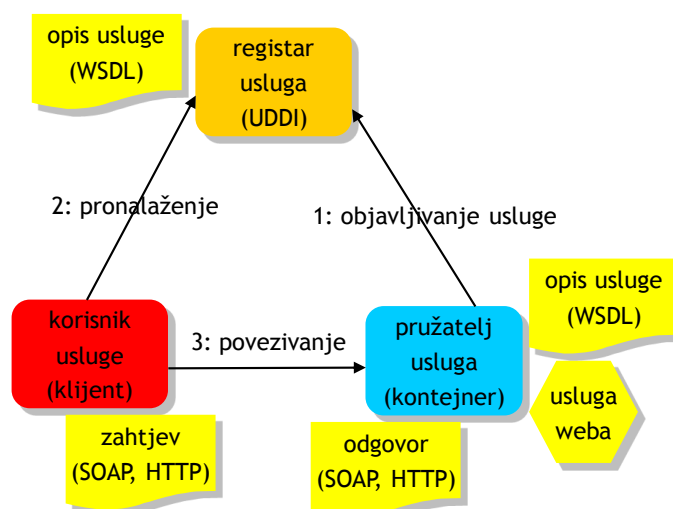 opis usluge
(WSDL)
registar
usluga
(UDDI)
2: pronalaženje
1: objavljivanje usluge
opis usluge
(WSDL)
korisnik
usluge
(klijent)
3: povezivanje
pružatelj
usluga
(kontejner)
usluga
weba
zahtjev
(SOAP, HTTP)
odgovor
(SOAP, HTTP)